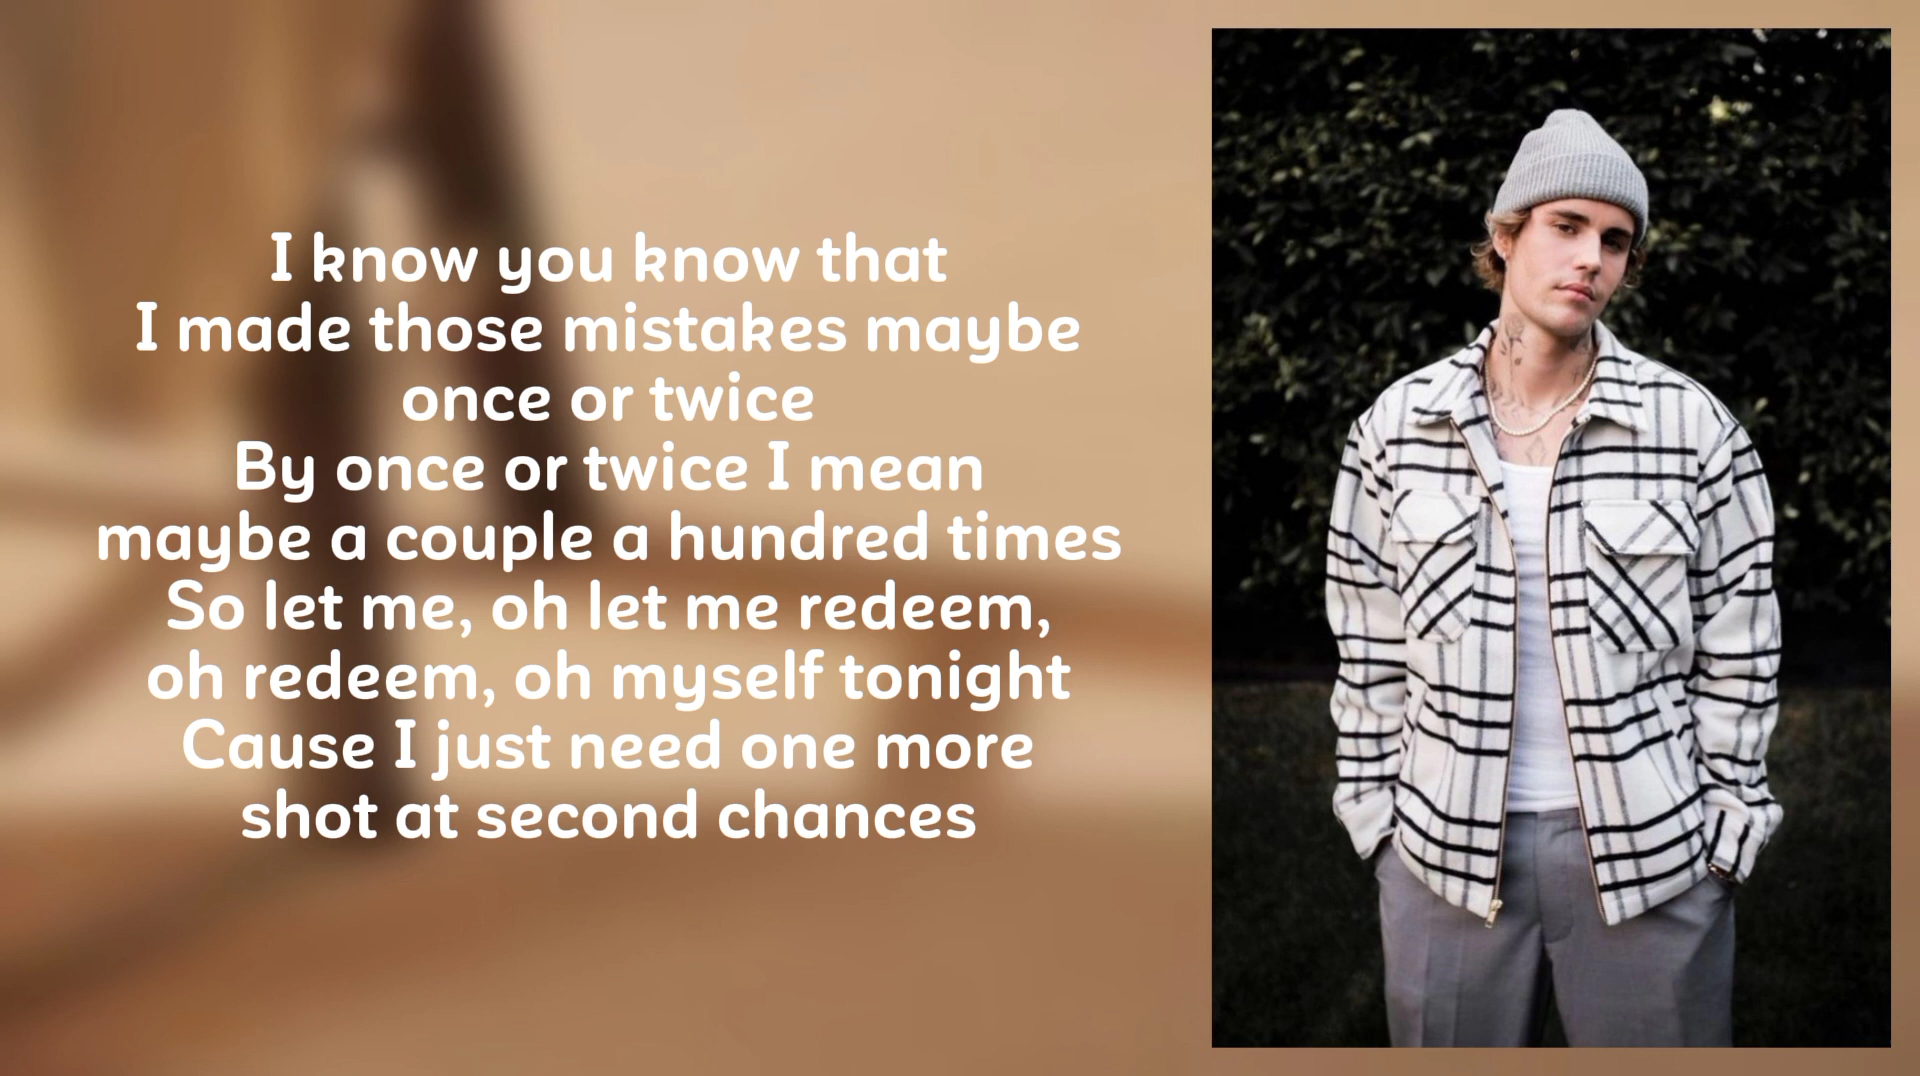 I know you know that
I made those mistakes maybe
once or twice
By once or twice I mean
maybe a couple a hundred times
So let me, oh let me redeem,
oh redeem, oh myself tonight
Cause I just need one more
shot at second chances